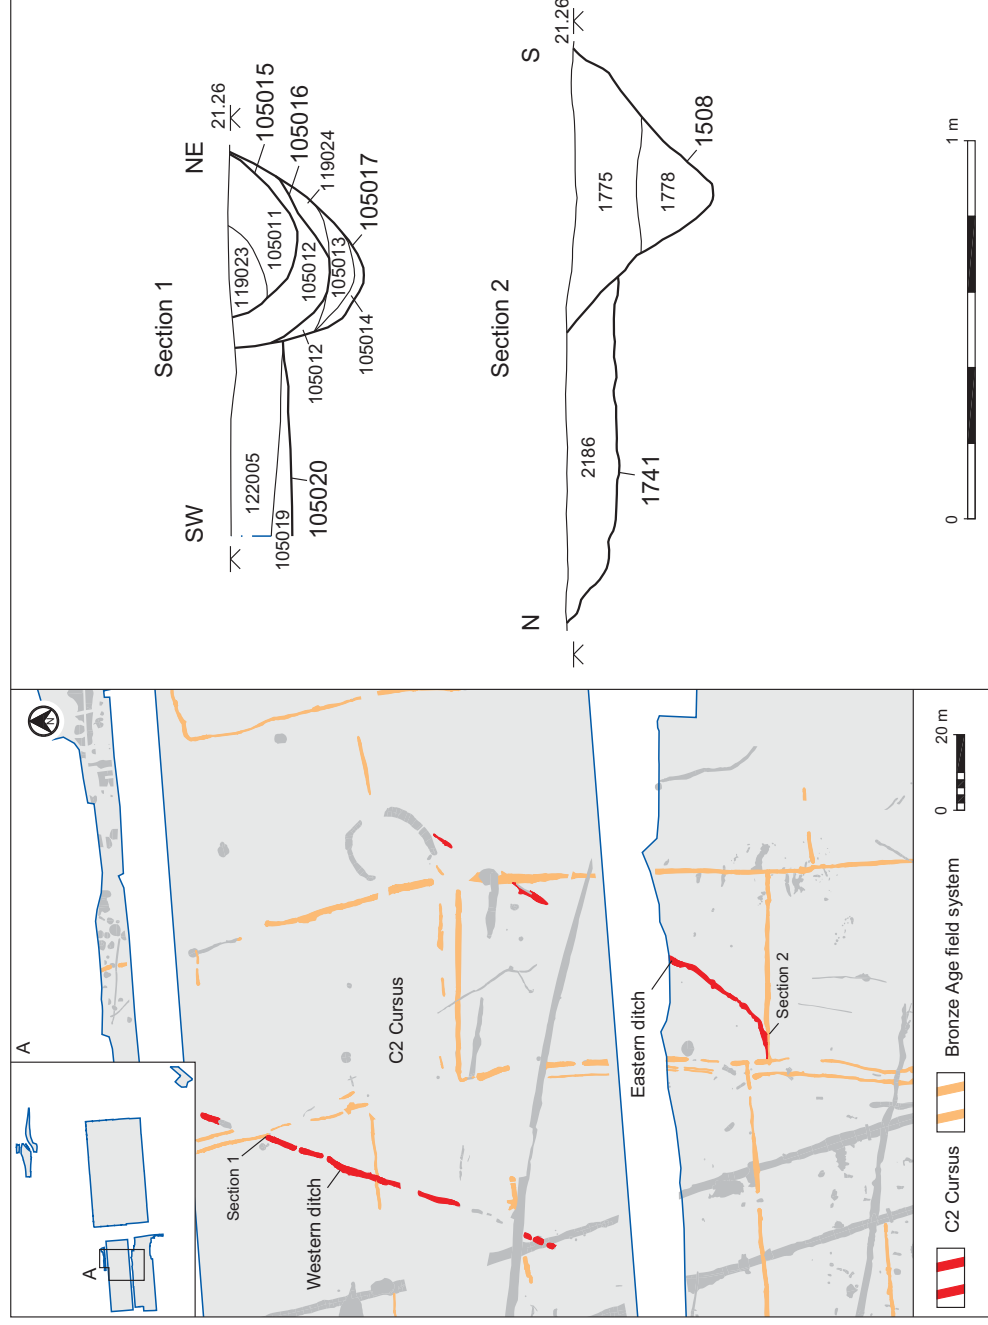 A
A
N
Section 1
Western ditch
C2 Cursus
Eastern ditch
Section 2
C2 Cursus
Bronze Age field system
0
20 m
Section 1
SW
NE
21.26
119023
105011
105012
105012
105013
105014
119024
122005
105019
105020
105015
105016
105017
Section 2
N
S
21.26
2186
1741
1775
1778
1508
0
1 m